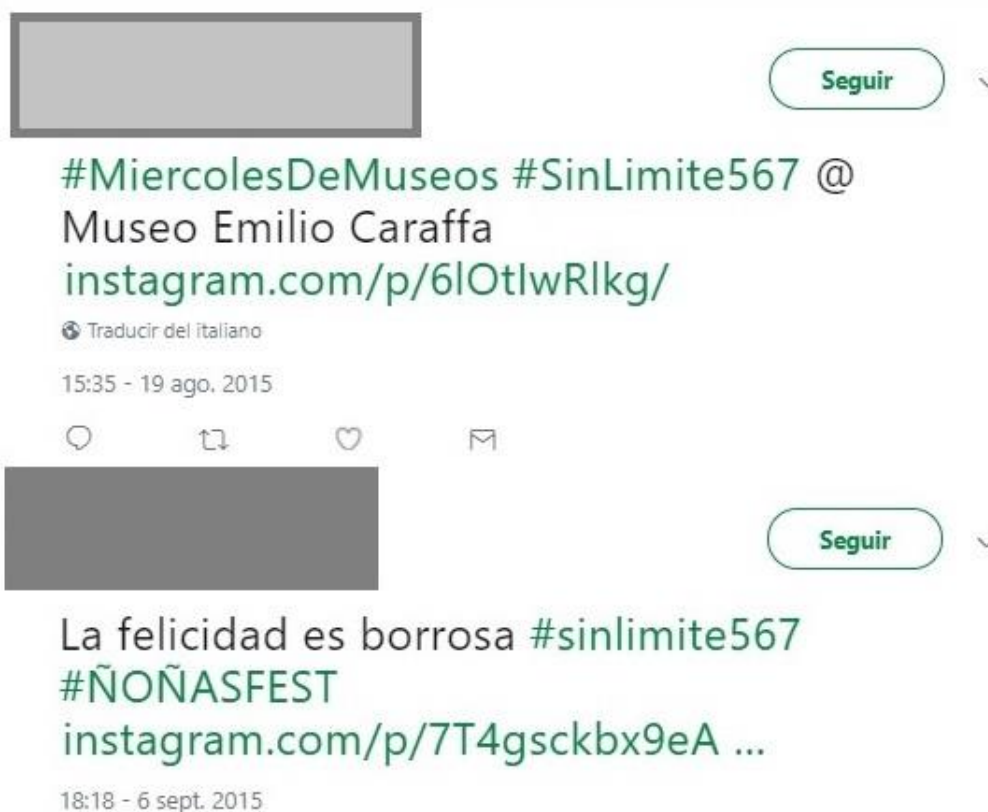 Seguir
#MiercolesDeMuseos #SinLimite567 @
Museo Emilio Caraffa
instagram.com/p/6lOtIwRlkg/
Traducir del italiano
15:35 - 19 ago. 2015
Seguir
La felicidad es borrosa #sinlimite567
#ÑOÑASFEST
instagram.com/p/7T4gsckbx9eA ...
18:18 - 6 sept. 2015